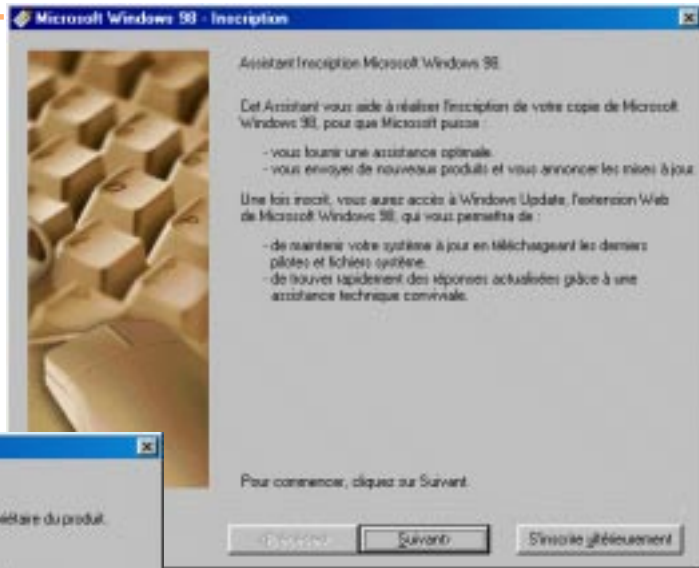 Microsoft Windows 98 - Inscription
Assistant Inscription Microsoft Windows 98.
Cet Assistant vous aide à réaliser l'inscription de votre copie de Microsoft
Windows 98, pour que Microsoft puisse :
- vous fournir une assistance optimale.
- vous envoyer de nouveaux produits et vous annoncer les mises à jour.
Une fois inscrit, vous aurez accès à Windows Update, l'extension Web
de Microsoft Windows 98, qui vous permettra de :
- de maintenir votre système à jour en téléchargeant les derniers
pilotes et fichiers système.
- de trouver rapidement des réponses actualisées grâce à une
assistance technique conviviale.
Pour commencer, cliquez sur Suivant.
<Précédent
Suivant>
S'inscrire ultérieurement
du produit.